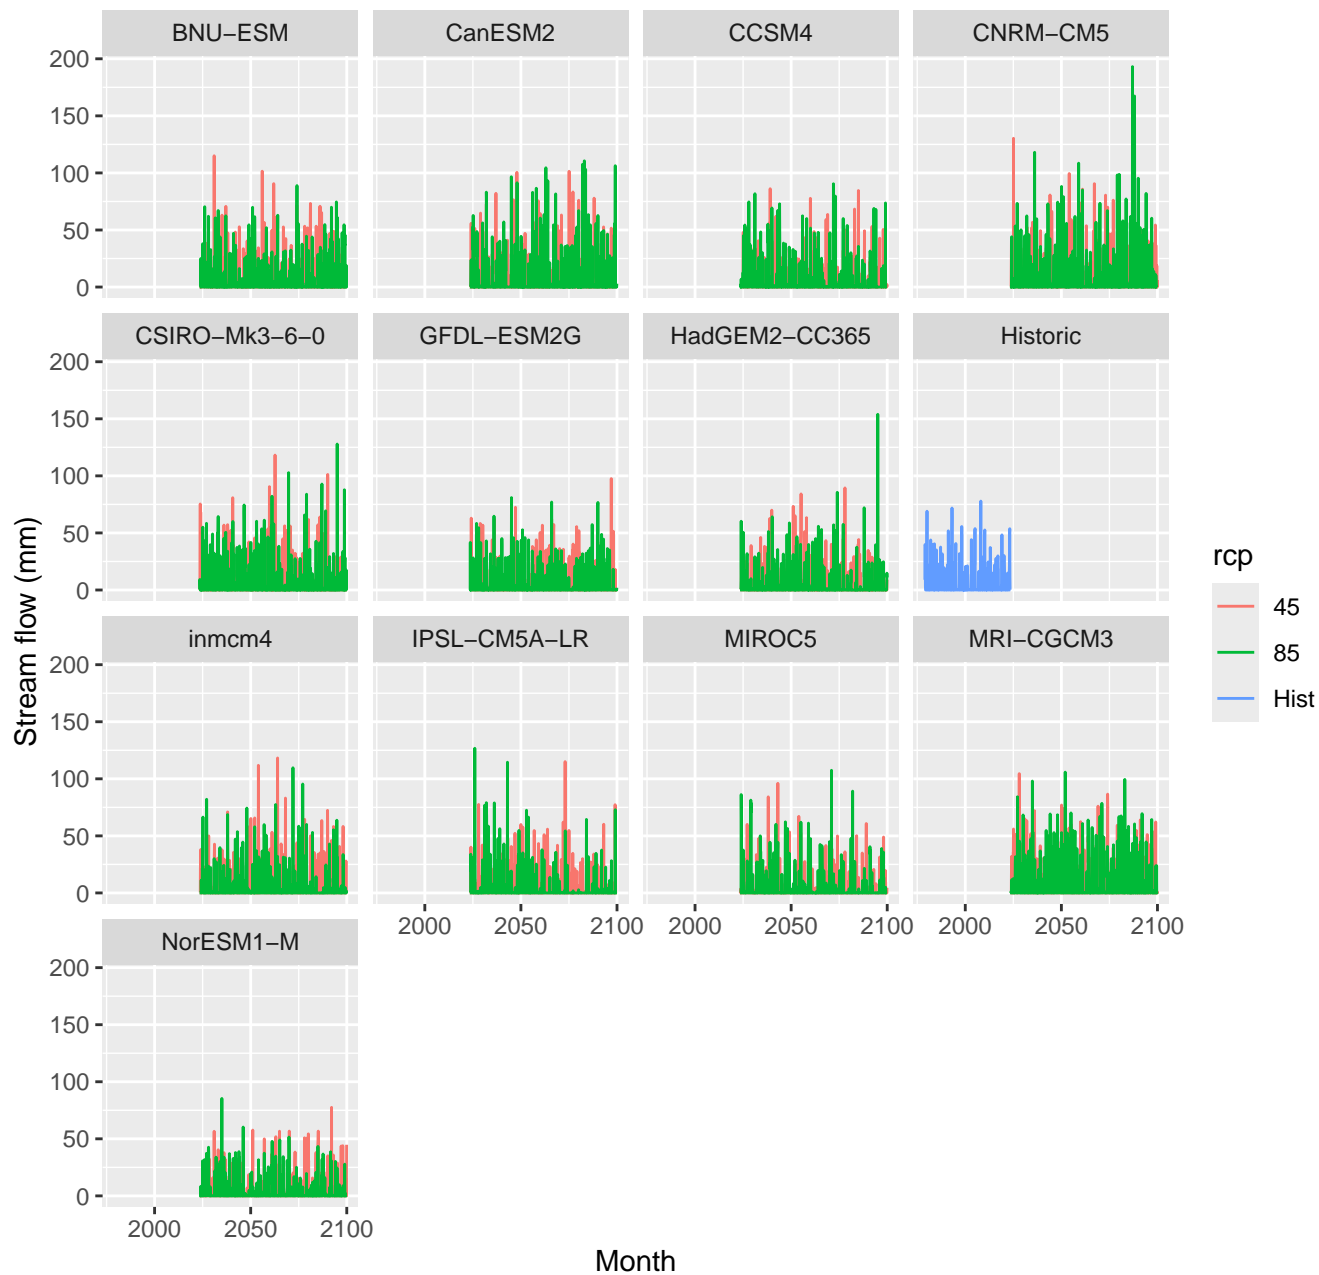 BNU−ESM CanESM2 CCSM4 CNRM−CM5
200
150
100
50
0
CSIRO−Mk3−6−0 GFDL−ESM2G HadGEM2−CC365 Historic
200
150
100
50
0
inmcm4 IPSL−CM5A−LR MIROC5 MRI−CGCM3
200
150
100
50
0
2000 2050 2100 2000 2050 2100 2000 2050 2100
NorESM1−M
200
150
100
50
0
2000 2050 2100
Month
Stream flow (mm)
rcp
45
85
Hist